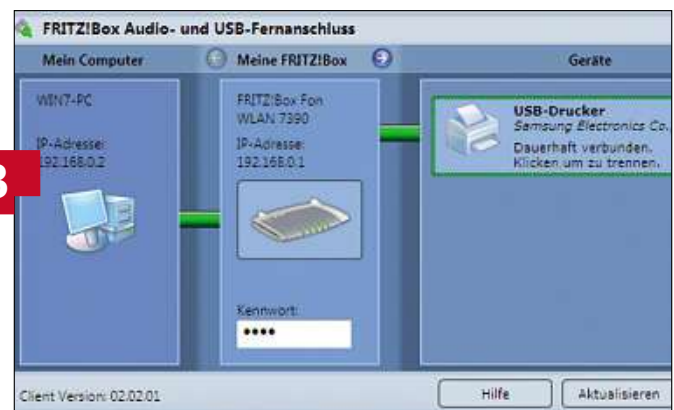 FRITZ!Box Audio- und USB-Fernanschluss
Mein Computer
Meine FRITZ!Box
Geräte
WIN7-PC
IP-Adresse:
192.168.0.2
FRITZ!Box Fon
WLAN 7390
IP-Adresse:
192.168.0.1
Kennwort:
••••
USB-Drucker
Samsung Electronics Co.
Dauerhaft verbunden.
Klicken um zu trennen.
Client Version: 02.02.01
Hilfe
Aktualisieren